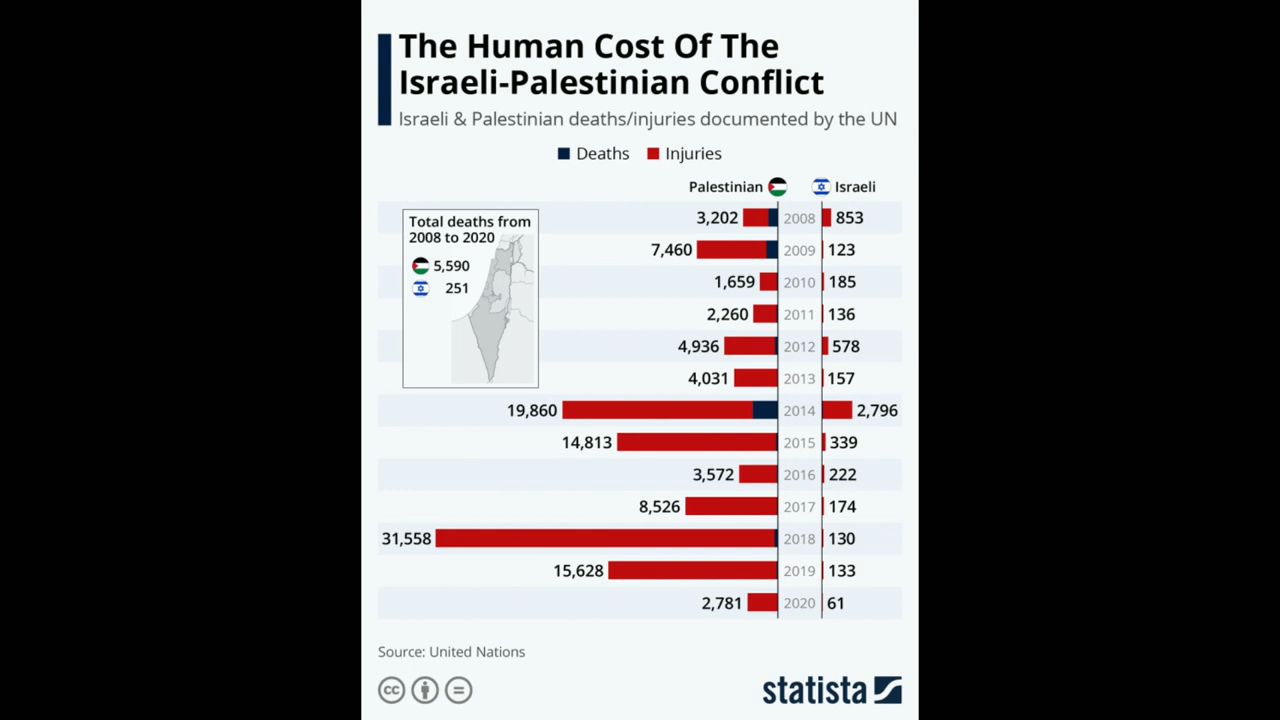 The Human Cost Of The
Israeli-Palestinian Conflict
Israeli & Palestinian deaths/injuries documented by the UN
Deaths Injuries
Palestinian Israeli
Total deaths from
2008 to 2020
5,590
251
3,202 2008 853
7,460 2009 123
1,659 2010 185
2,260 2011 136
4,936 2012 578
4,031 2013 157
19,860 2014 2,796
14,813 2015 339
3,572 2016 222
8,526 2017 174
31,558 2018 130
15,628 2019 133
2,781 2020 61
Source: United Nations
cc
statista